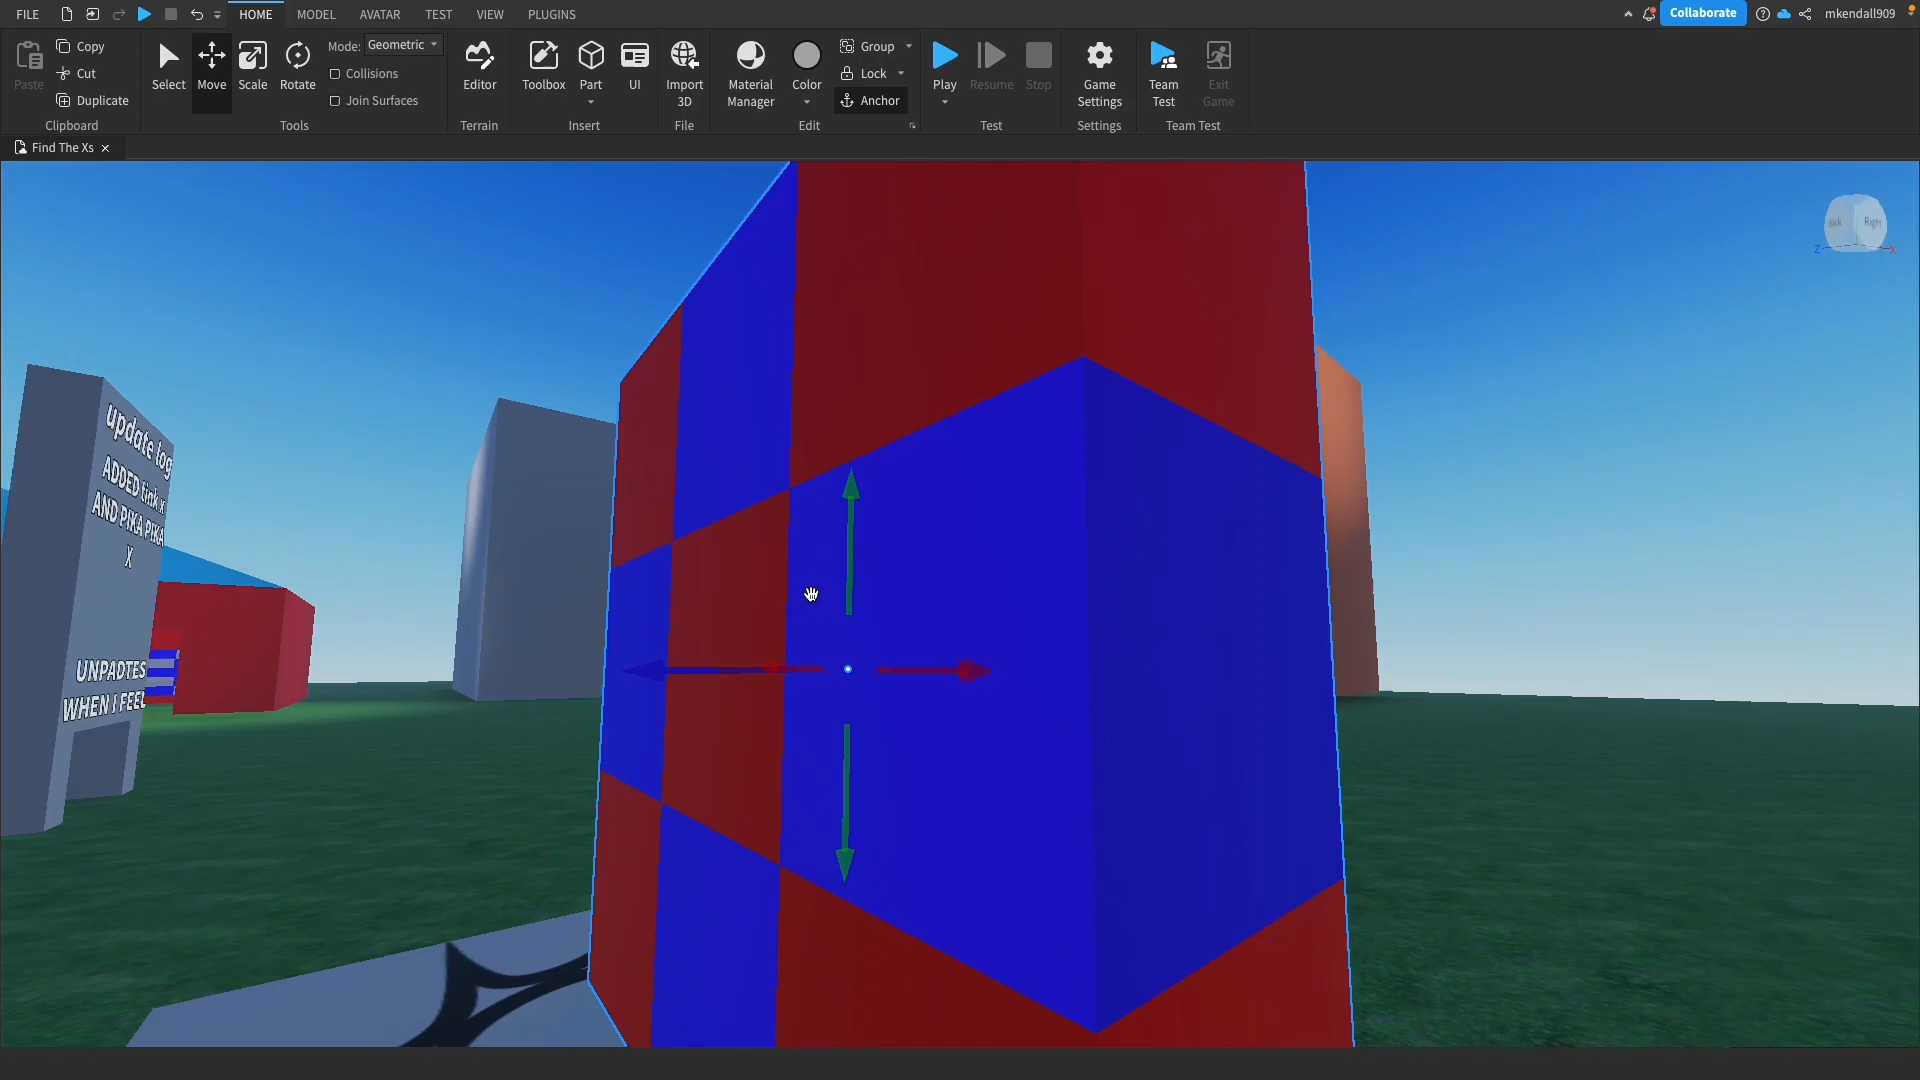 FILE HOME MODEL AVATAR TEST VIEW PLUGINS Collaborate mkendall909
Paste Copy Cut Duplicate Clipboard
Select Move Scale Rotate Mode: Geometric Collisions Join Surfaces Tools
Editor Terrain
Toolbox Part UI Insert
Import 3D File
Material Manager Color Group Lock Anchor Edit
Play Resume Stop Test
Game Settings Settings
Team Test Exit Game Team Test
Find The Xs
Back Right
Z X
update log
ADDED tink x
AND PIKA PIKA
X
UNPADTES
WHEN I FEEL